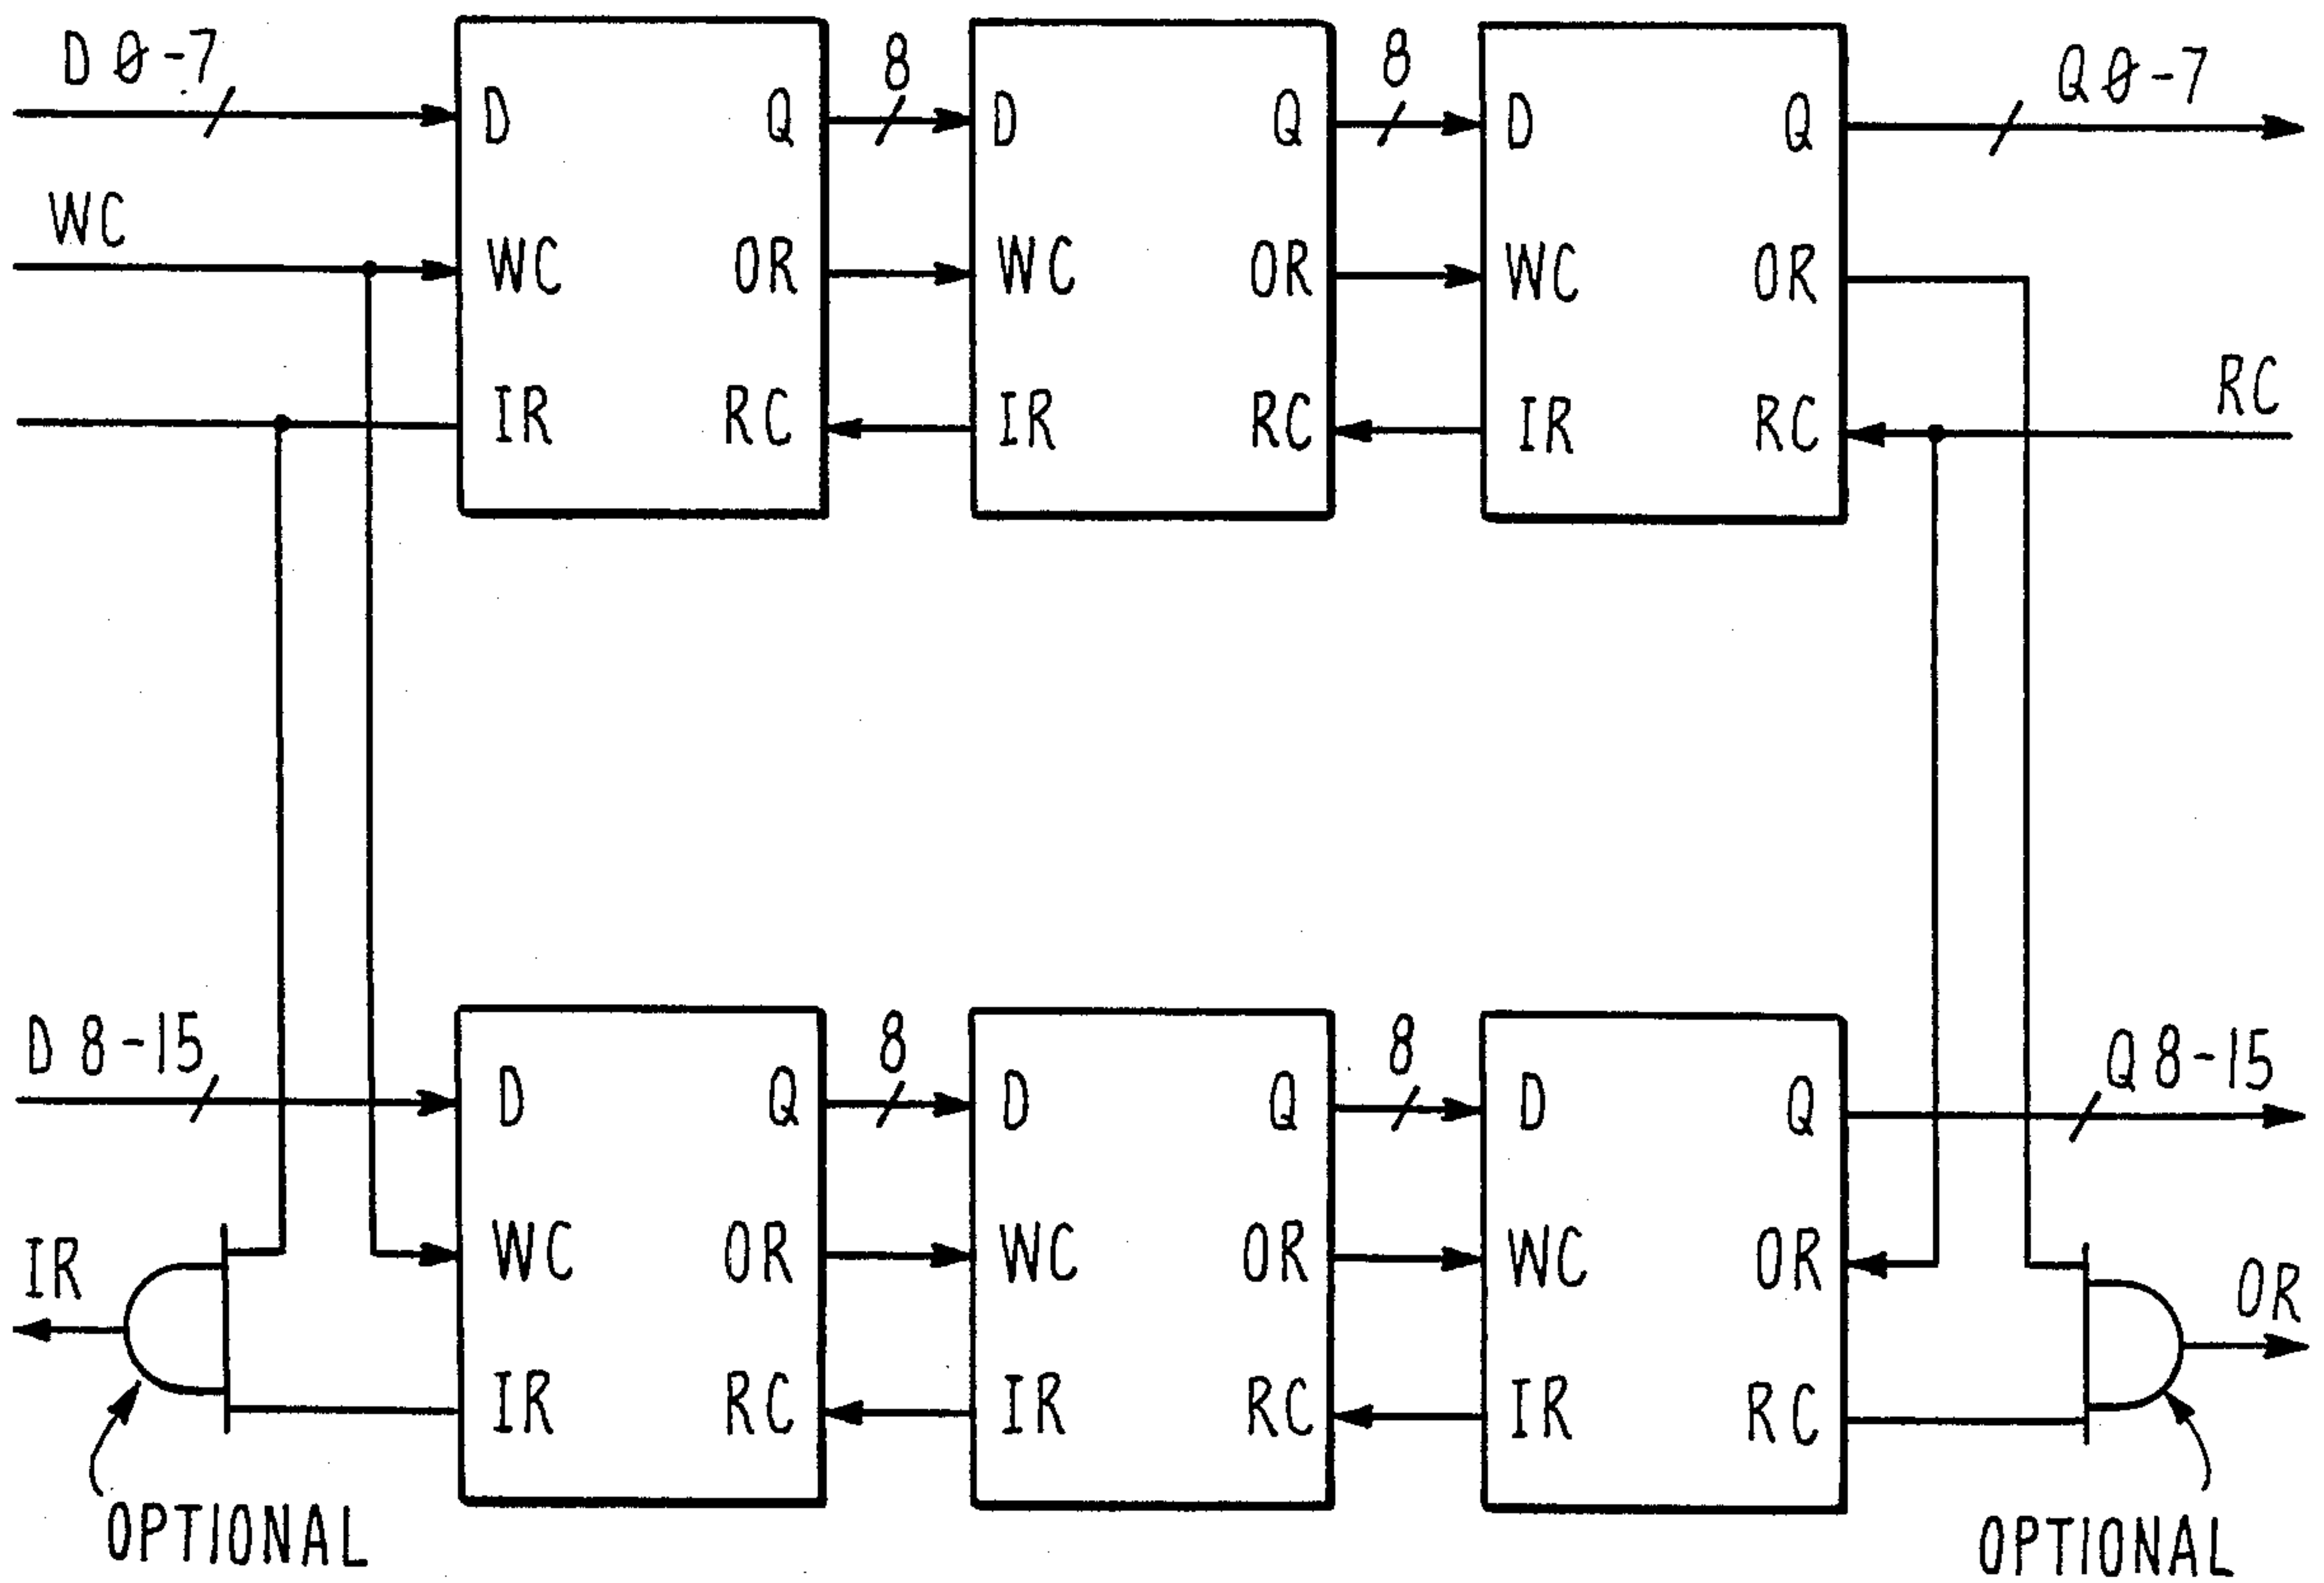 D 0-7
8
8
Q 0-7
D Q
D Q
D Q
WC
WC OR
WC OR
WC OR
RC
IR RC
IR RC
IR RC
D 8-15
8
8
Q 8-15
D Q
D Q
D Q
WC OR
WC OR
WC OR
IR
OR
IR RC
IR RC
IR RC
OPTIONAL
OPTIONAL